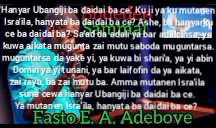 Hanyar Ubangiji ba daidai ba ce. Ku ji ya ku mutanen
Isra'ila, hanyata ba daidai ba ce? Ashe, ba hanyarku
ce ba daidai ba? Sa'ad da adali ya bar adalcinsa, ya
kuwa aikata mugunta zai mutu saboda muguntarsa.
muguntarsa da yake yi, ya kuwa bi shari'a, ya yi abin
Domin ya yi tunani, ya bar laifofin da ya aikata,
zai rayu, ba zai mutu ba. Amma mutanen Isra'ila
suna cewa hanyar Ubangiji ba daidai ba ce.
Ya mutanen Isra'ila, hanyata ba daidai ba ce?
Fasto E. A. Adeboye